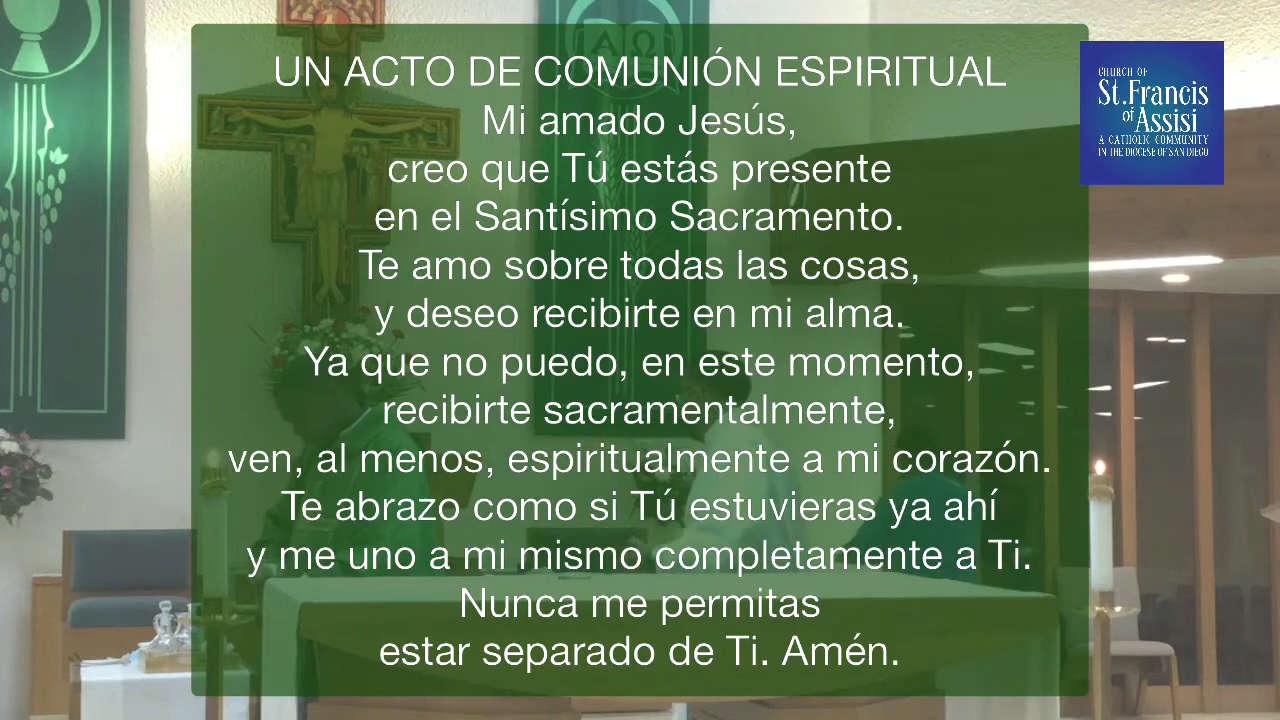 UN ACTO DE COMUNIÓN ESPIRITUAL
Mi amado Jesús,
creo que Tú estás presente
en el Santísimo Sacramento.
Te amo sobre todas las cosas,
y deseo recibirte en mi alma.
Ya que no puedo, en este momento,
recibirte sacramentalmente,
ven, al menos, espiritualmente a mi corazón.
Te abrazo como si Tú estuvieras ya ahí
y me uno a mi mismo completamente a Ti.
Nunca me permitas
estar separado de Ti. Amén.
CHURCH OF
St. Francis
of
Assisi
A CATHOLIC COMMUNITY
IN THE DIOCESE OF SAN DIEGO
Α Ω